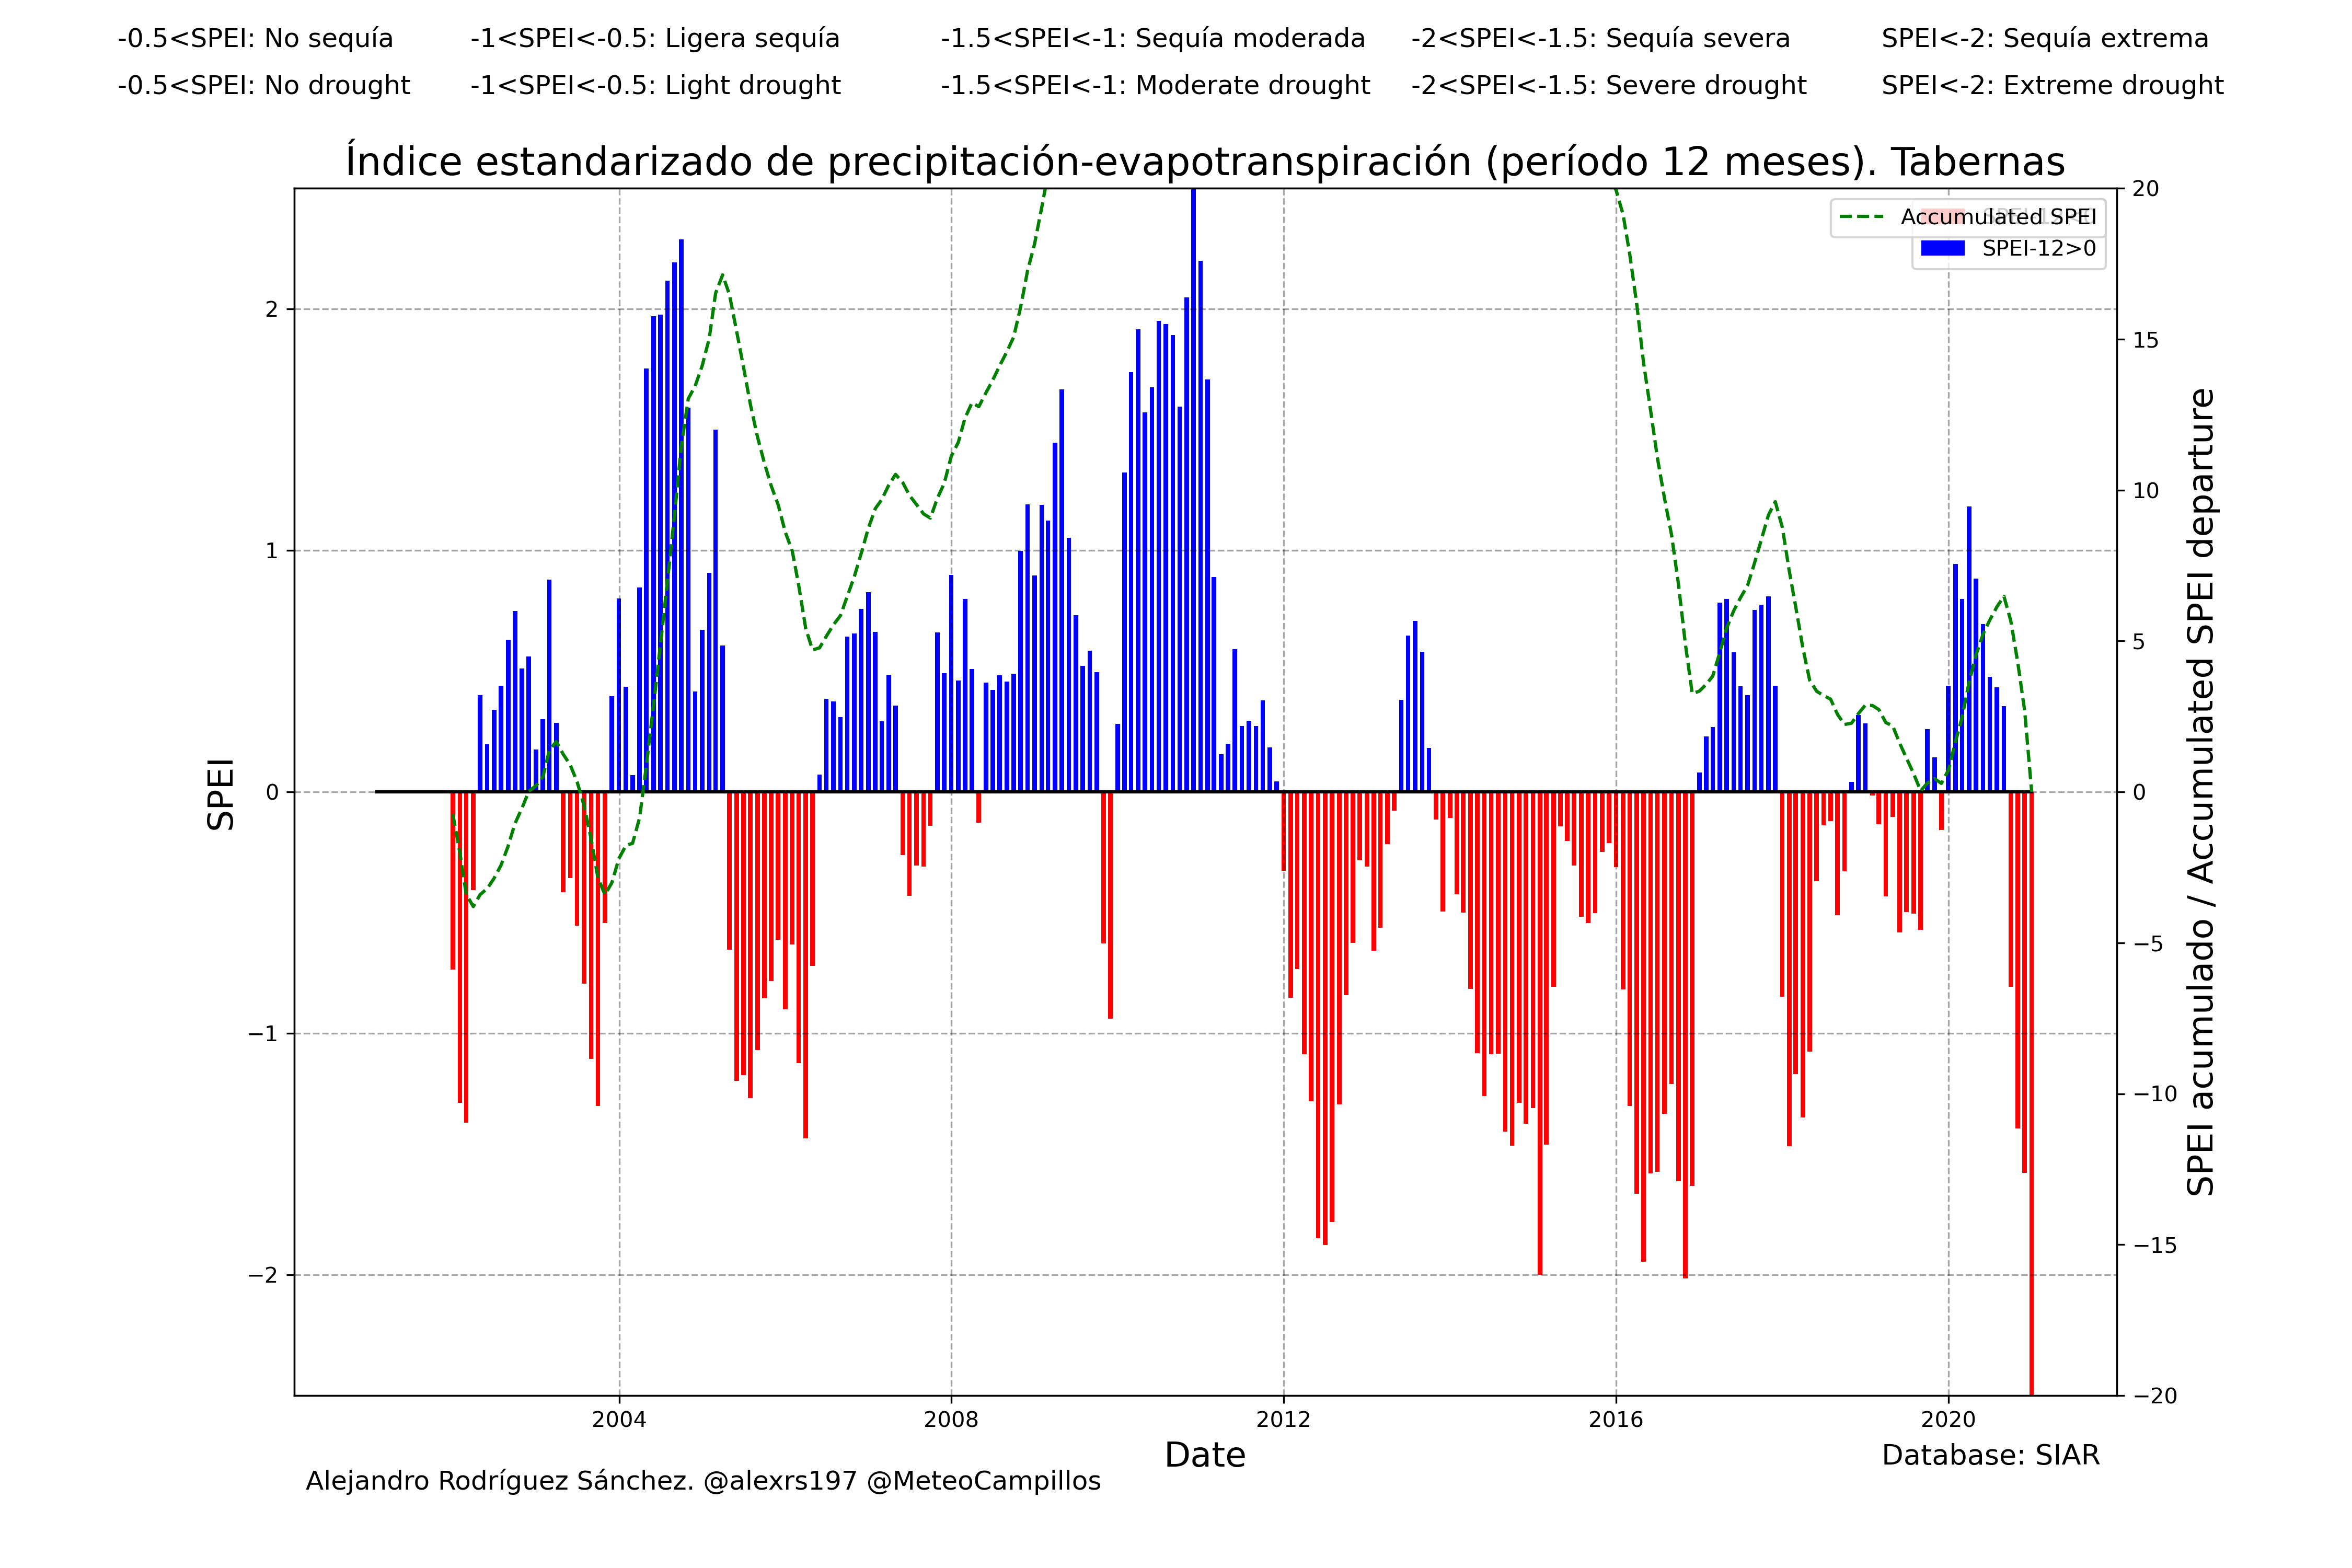 -0.5<SPEI: No sequía -1<SPEI<-0.5: Ligera sequía -1.5<SPEI<-1: Sequía moderada -2<SPEI<-1.5: Sequía severa SPEI<-2: Sequía extrema
-0.5<SPEI: No drought -1<SPEI<-0.5: Light drought -1.5<SPEI<-1: Moderate drought -2<SPEI<-1.5: Severe drought SPEI<-2: Extreme drought
Índice estandarizado de precipitación-evapotranspiración (período 12 meses). Tabernas
Accumulated SPEI
SPEI-12>0
SPEI
2
1
0
−1
−2
20
15
10
5
0
−5
−10
−15
−20
SPEI acumulado / Accumulated SPEI departure
2004 2008 2012 2016 2020
Date
Database: SIAR
Alejandro Rodríguez Sánchez. @alexrs197 @MeteoCampillos